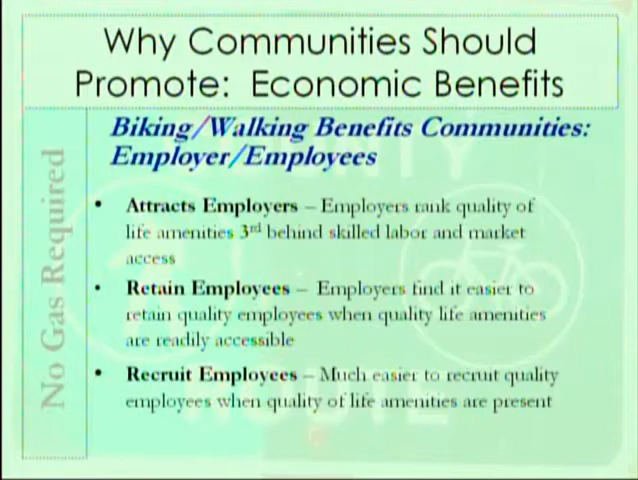 Why Communities Should
Promote: Economic Benefits
No Gas Required
Biking/Walking Benefits Communities:
Employer/Employees
• Attracts Employers – Employers rank quality of
life amenities 3rd behind skilled labor and market
access
• Retain Employees – Employers find it easier to
retain quality employees when quality life amenities
are readily accessible
• Recruit Employees – Much easier to recruit quality
employees when quality of life amenities are present